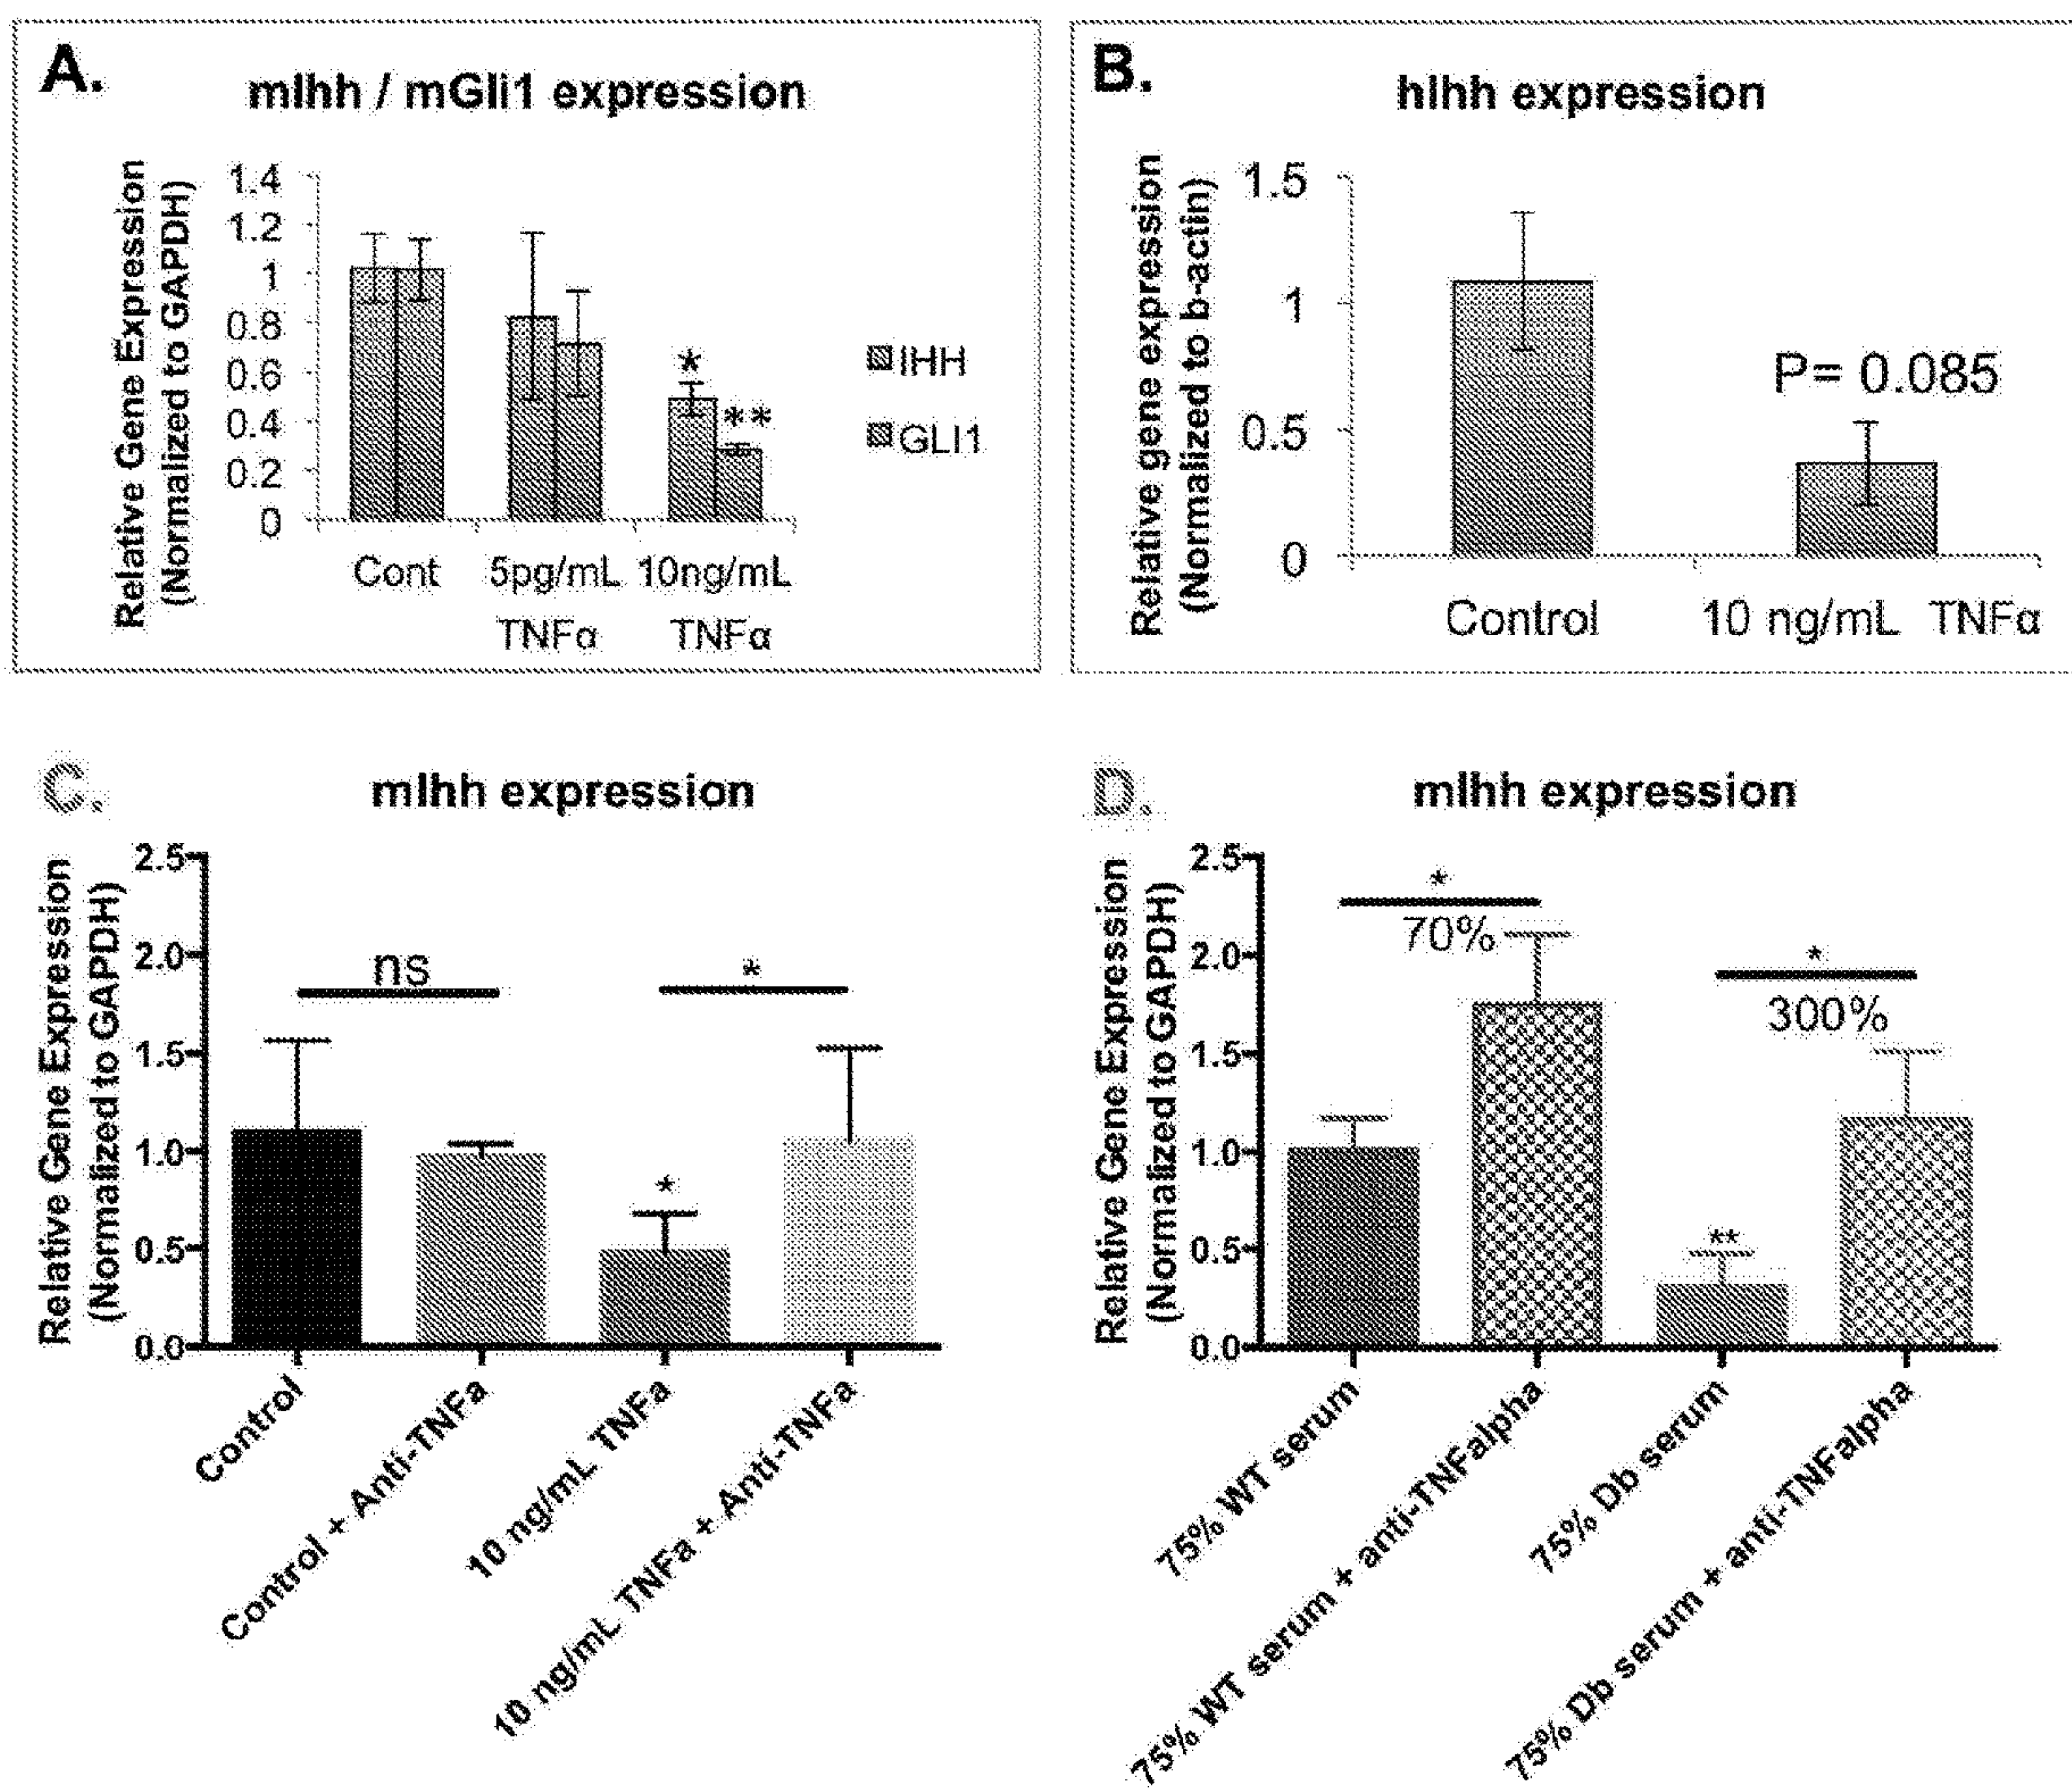 A.
mIhh / mGli1 expression
Relative Gene Expression
(Normalized to GAPDH)
1.4
1.2
1
0.8
0.6
0.4
0.2
0
*
**
IHH
GLI1
Cont
5pg/mL
10ng/mL
TNFα
TNFα
B.
hIhh expression
Relative gene expression
(Normalized to b-actin)
1.5
1
0.5
0
P= 0.085
Control
10 ng/mL TNFα
C.
mIhh expression
Relative Gene Expression
(Normalized to GAPDH)
2.5
2.0
1.5
1.0
0.5
0.0
ns
*
*
Control
Control + Anti-TNFa
10 ng/mL TNFa
10 ng/mL TNFa + Anti-TNFa
D.
mIhh expression
Relative Gene Expression
(Normalized to GAPDH)
2.5
2.0
1.5
1.0
0.5
0.0
*
70%
*
300%
**
75% WT serum
75% WT serum + anti-TNFalpha
75% Db serum
75% Db serum + anti-TNFalpha